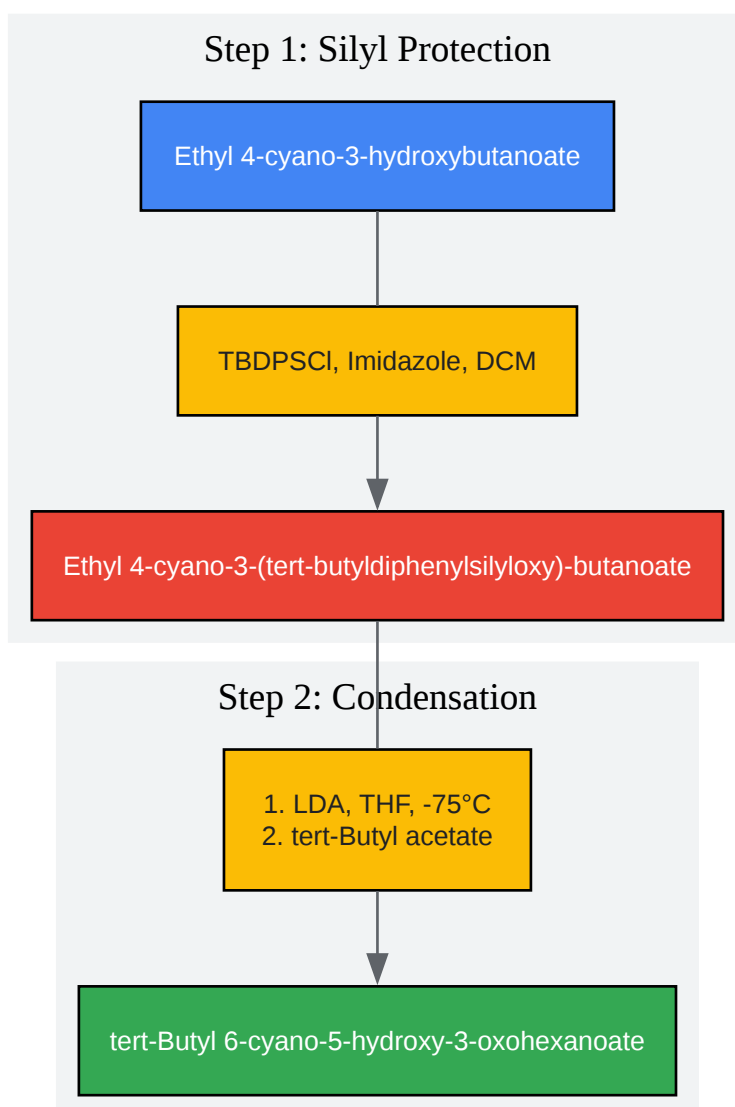 Step 1: Silyl Protection
Ethyl 4-cyano-3-hydroxybutanoate
TBDPSCl, Imidazole, DCM
Ethyl 4-cyano-3-(tert-butyldiphenylsilyloxy)-butanoate
Step 2: Condensation
1. LDA, THF, -75°C
2. tert-Butyl acetate
tert-Butyl 6-cyano-5-hydroxy-3-oxohexanoate